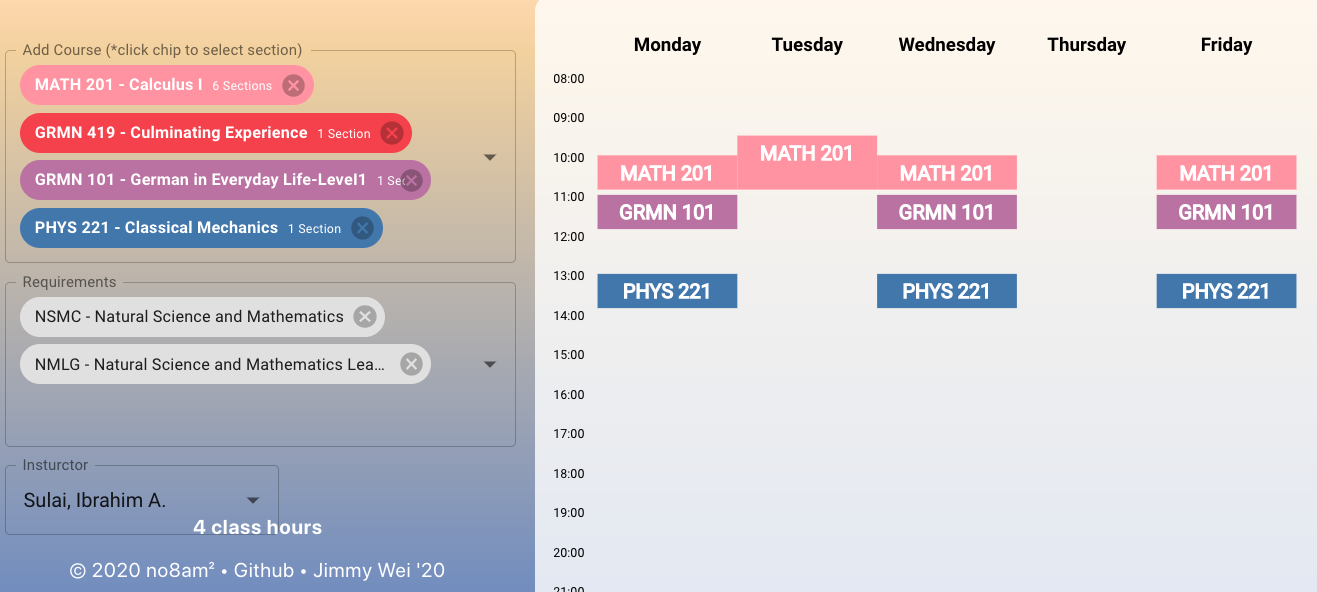 Add Course (*click chip to select section)
MATH 201 - Calculus I 6 Sections
GRMN 419 - Culminating Experience 1 Section
GRMN 101 - German in Everyday Life-Level1 1 Sec
PHYS 221 - Classical Mechanics 1 Section
Requirements
NSMC - Natural Science and Mathematics
NMLG - Natural Science and Mathematics Lea...
Insturctor
Sulai, Ibrahim A.
4 class hours
© 2020 no8am² • Github • Jimmy Wei '20
Monday Tuesday Wednesday Thursday Friday
08:00
09:00
MATH 201
10:00
MATH 201 MATH 201 MATH 201
11:00
GRMN 101 GRMN 101 GRMN 101
12:00
13:00
PHYS 221 PHYS 221 PHYS 221
14:00
15:00
16:00
17:00
18:00
19:00
20:00
21:00